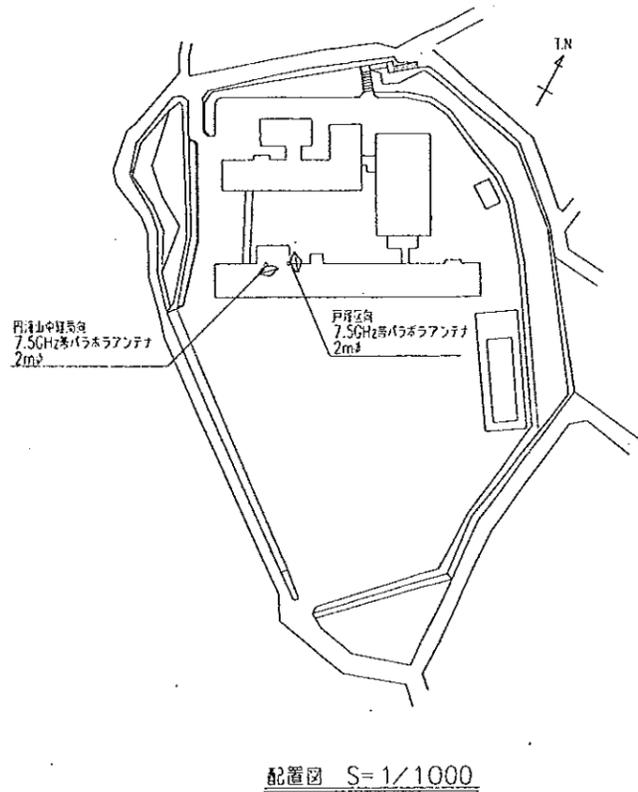 T.N
円海山中継局向
7.5GHz帯パラボラアンテナ
2mφ
戸塚区向
7.5GHz帯パラボラアンテナ
2mφ
配置図 S=1/1000